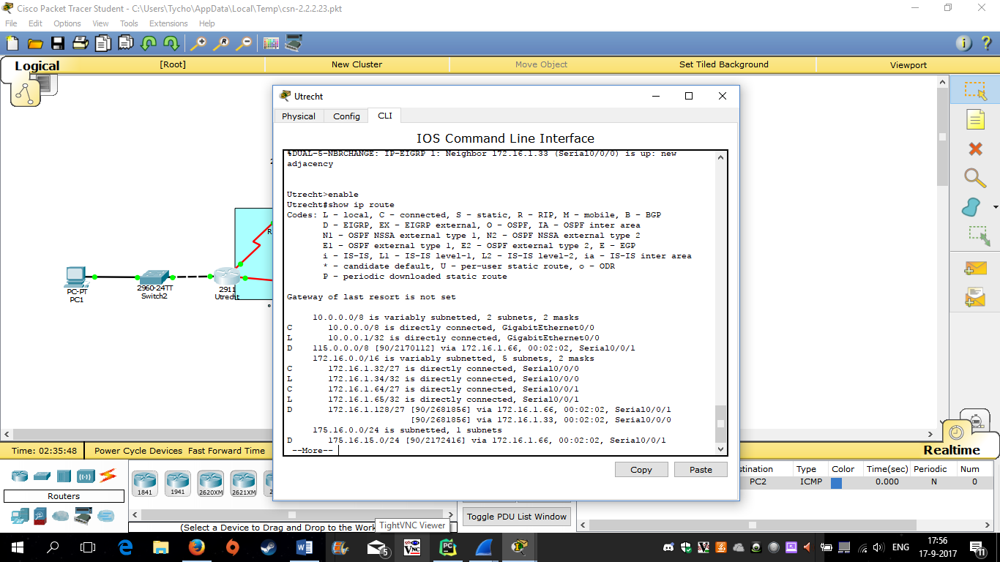 Cisco Packet Tracer Student - C:\Users\Tycho\AppData\Local\Temp\csn-2.2.2.23.pkt
File Edit Options View Tools Extensions Help
Logical [Root] New Cluster Move Object Set Tiled Background Viewport
Utrecht
Physical Config CLI
IOS Command Line Interface
%DUAL-5-NBRCHANGE: IP-EIGRP 1: Neighbor 172.16.1.33 (Serial0/0/0) is up: new
adjacency
Utrecht>enable
Utrecht#show ip route
Codes: L - local, C - connected, S - static, R - RIP, M - mobile, B - BGP
D - EIGRP, EX - EIGRP external, O - OSPF, IA - OSPF inter area
N1 - OSPF NSSA external type 1, N2 - OSPF NSSA external type 2
E1 - OSPF external type 1, E2 - OSPF external type 2, E - EGP
i - IS-IS, L1 - IS-IS level-1, L2 - IS-IS level-2, ia - IS-IS inter area
* - candidate default, U - per-user static route, o - ODR
P - periodic downloaded static route
Gateway of last resort is not set
10.0.0.0/8 is variably subnetted, 2 subnets, 2 masks
C 10.0.0.0/8 is directly connected, GigabitEthernet0/0
L 10.0.0.1/32 is directly connected, GigabitEthernet0/0
D 115.0.0.0/8 [90/2170112] via 172.16.1.66, 00:02:02, Serial0/0/1
172.16.0.0/16 is variably subnetted, 5 subnets, 2 masks
C 172.16.1.32/27 is directly connected, Serial0/0/0
L 172.16.1.34/32 is directly connected, Serial0/0/0
C 172.16.1.64/27 is directly connected, Serial0/0/1
L 172.16.1.65/32 is directly connected, Serial0/0/1
D 172.16.1.128/27 [90/2681856] via 172.16.1.66, 00:02:02, Serial0/0/1
[90/2681856] via 172.16.1.33, 00:02:02, Serial0/0/0
175.16.0.0/24 is subnetted, 1 subnets
D 175.16.15.0/24 [90/2172416] via 172.16.1.66, 00:02:02, Serial0/0/1
--More--
Copy Paste
PC-PT
PC1
2960-24TT
Switch2
2911
Utrecht
R
Time: 02:35:48 Power Cycle Devices Fast Forward Time Realtime
Routers
1841 1941 2620XM 2621XM
(Select a Device to Drag and Drop to the Work
TightVNC Viewer
Toggle PDU List Window
stination Type Color Time(sec) Periodic Num
PC2 ICMP 0.000 N 0
5
VNC
PC
ENG
17:56
17-9-2017
11